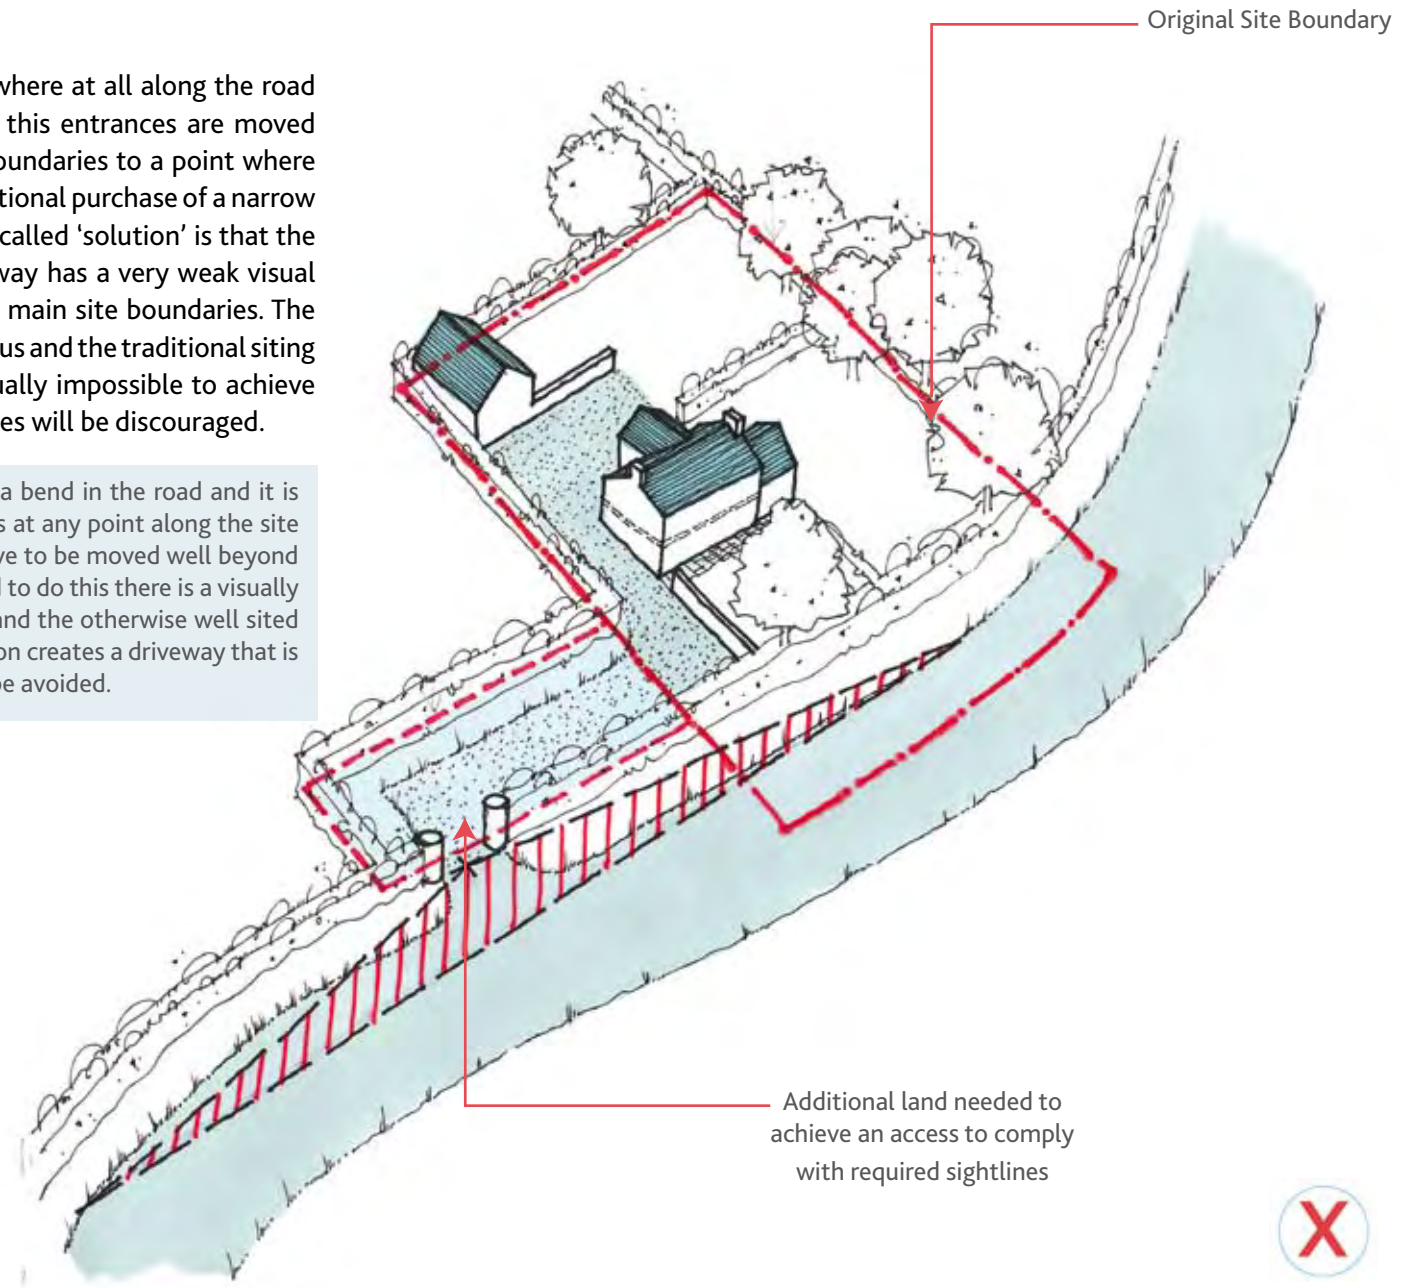 Original Site Boundary
where at all along the road
this entrances are moved
oundaries to a point where
tional purchase of a narrow
called ‘solution’ is that the
way has a very weak visual
main site boundaries. The
us and the traditional siting
ually impossible to achieve
es will be discouraged.
a bend in the road and it is
s at any point along the site
ve to be moved well beyond
to do this there is a visually
and the otherwise well sited
on creates a driveway that is
be avoided.
Additional land needed to
achieve an access to comply
with required sightlines
X